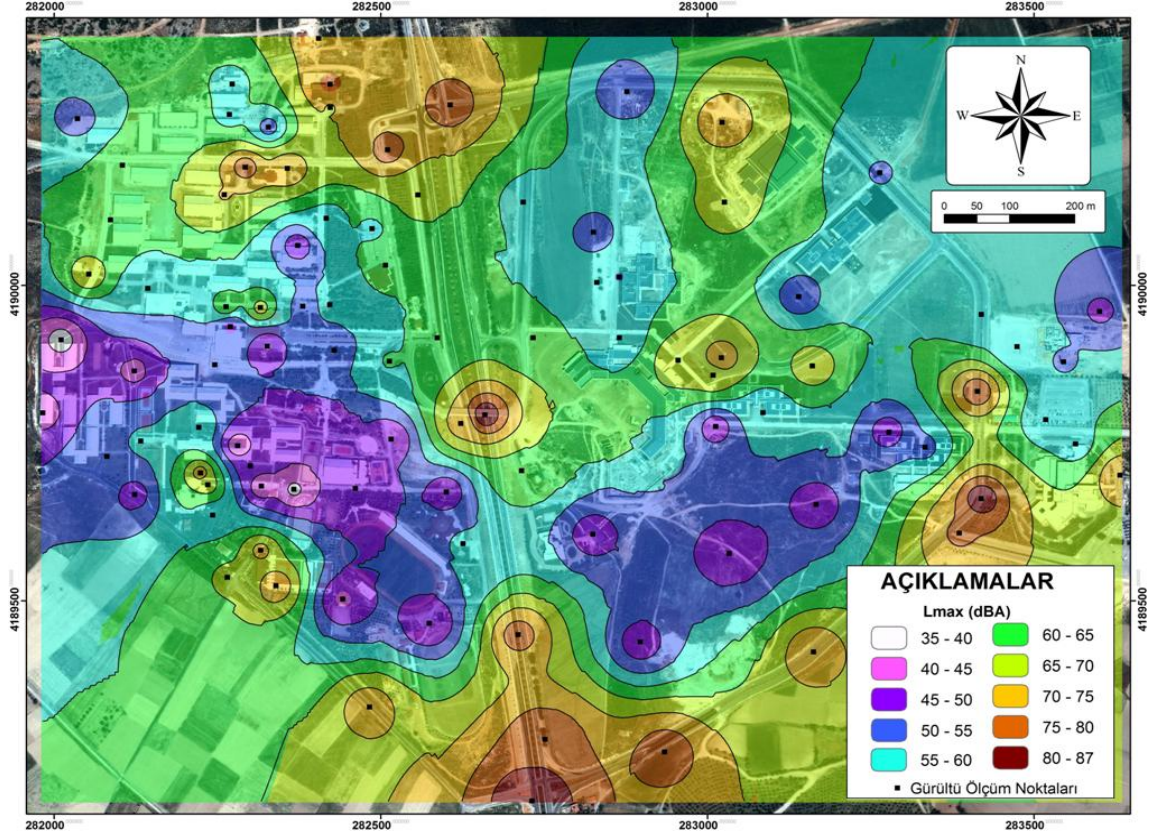 282000 282500 283000 283500
N
W E
S
0 50 100 200 m
4190000 4190000
4189500 4189500
AÇIKLAMALAR
Lmax (dBA)
35 - 40 60 - 65
40 - 45 65 - 70
45 - 50 70 - 75
50 - 55 75 - 80
55 - 60 80 - 87
Gürültü Ölçüm Noktaları
282000 282500 283000 283500